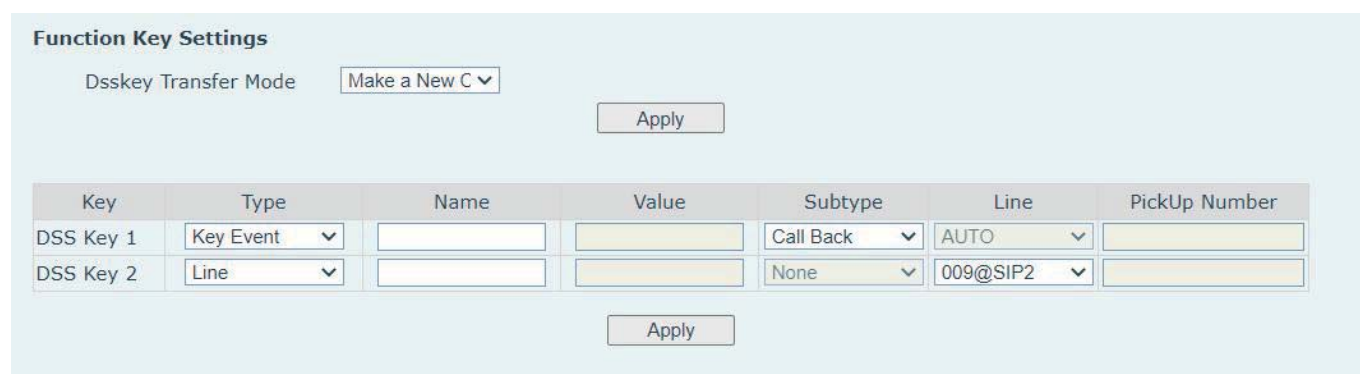 Function Key Settings
Dsskey Transfer Mode Make a New C
Apply
Key Type Name Value Subtype Line PickUp Number
DSS Key 1 Key Event Call Back AUTO
DSS Key 2 Line None 009@SIP2
Apply